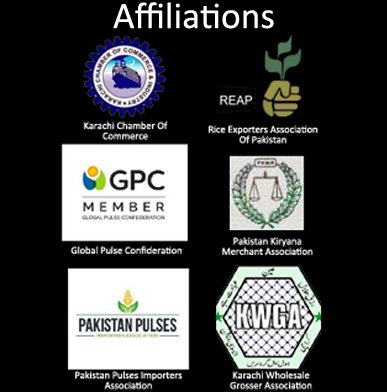 Affiliations
KARACHI CHAMBER OF COMMERCE & INDUSTRY
Karachi Chamber Of
Commerce
REAP
Rice Exporters Association
Of Pakistan
GPC
MEMBER
GLOBAL PULSE CONFEDERATION
Global Pulse Confideration
PKMA
Pakistan Kiryana
Merchant Association
PAKISTAN PULSES
IMPORTERS ASSOCIATION
Pakistan Pulses Importers
Association
KWGA
Karachi Wholesale
Grosser Association